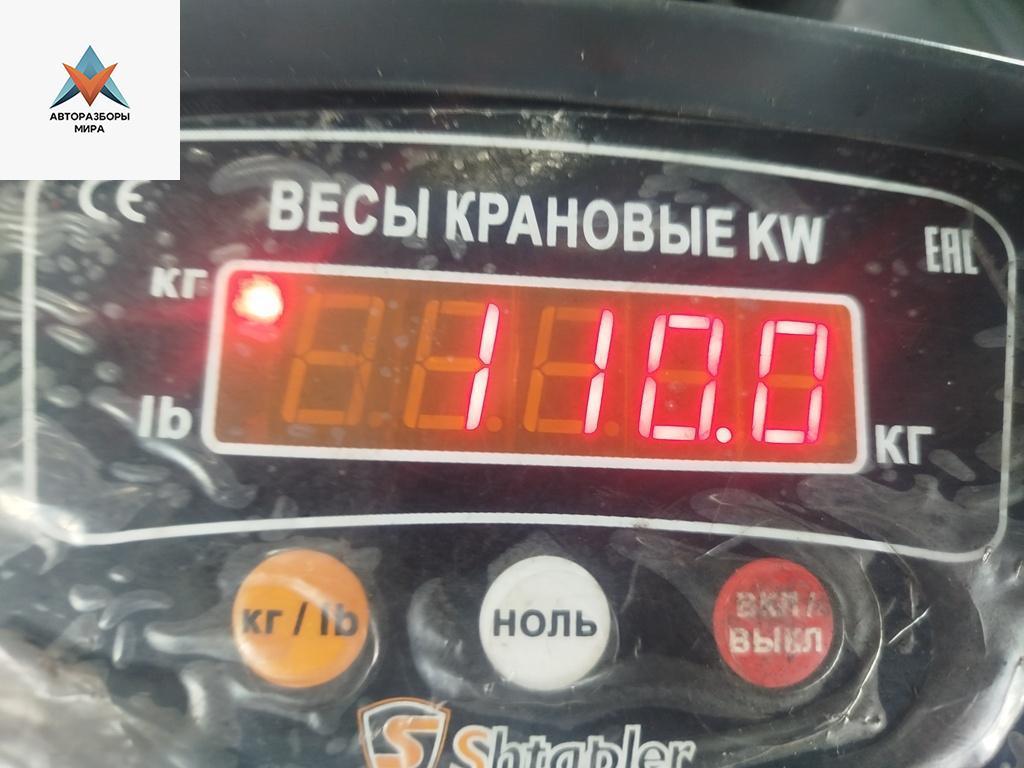 АВТОРАЗБОРЫ
МИРА
CE
ВЕСЫ КРАНОВЫЕ KW
EAC
кг
110.0
lb
КГ
кг / lb
НОЛЬ
ВКЛ /
ВЫКЛ
S Shtapler